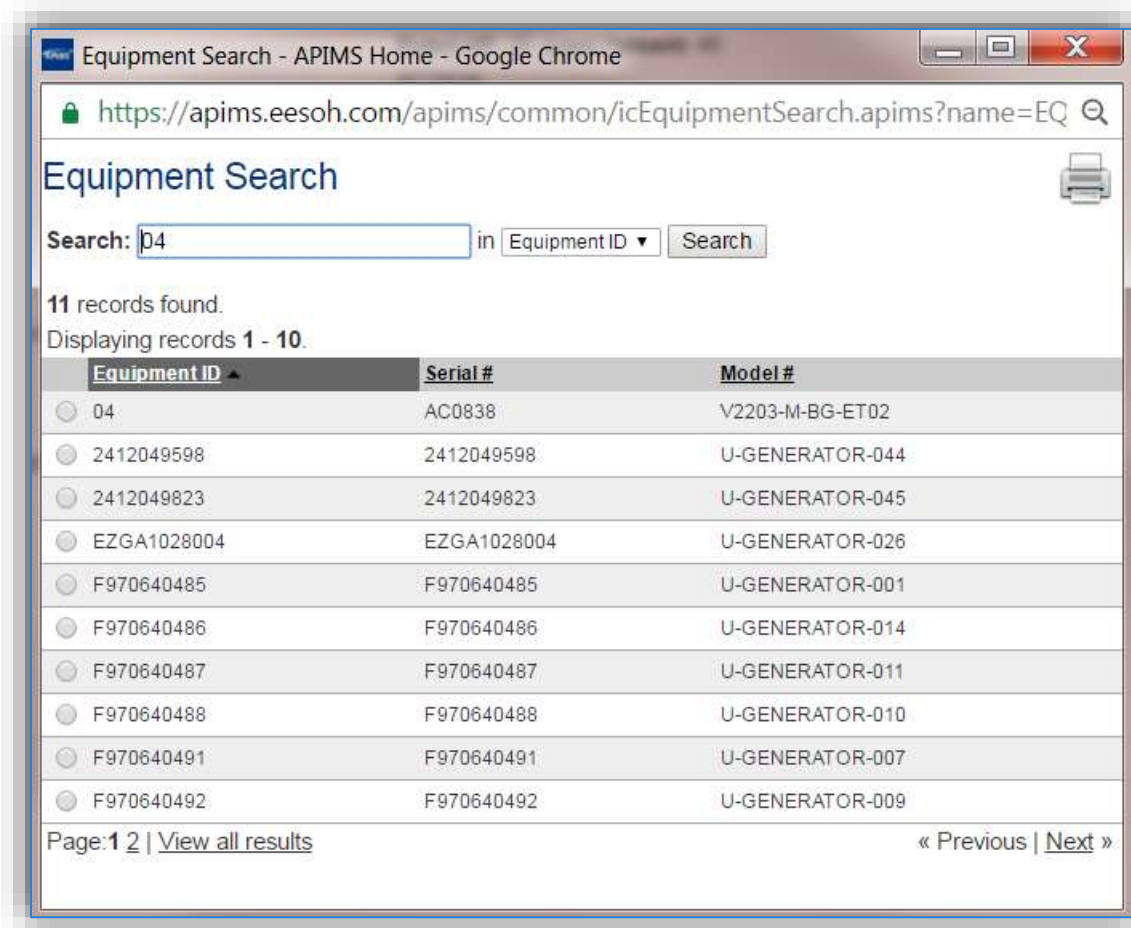 Equipment Search - APIMS Home - Google Chrome
https://apims.eesoh.com/apims/common/icEquipmentSearch.apims?name=EQ
Equipment Search
Search: 04 in Equipment ID ▼ Search
11 records found.
Displaying records 1 - 10.
Equipment ID ▲ Serial # Model #
04 AC0838 V2203-M-BG-ET02
2412049598 2412049598 U-GENERATOR-044
2412049823 2412049823 U-GENERATOR-045
EZGA1028004 EZGA1028004 U-GENERATOR-026
F970640485 F970640485 U-GENERATOR-001
F970640486 F970640486 U-GENERATOR-014
F970640487 F970640487 U-GENERATOR-011
F970640488 F970640488 U-GENERATOR-010
F970640491 F970640491 U-GENERATOR-007
F970640492 F970640492 U-GENERATOR-009
Page:1 2 | View all results « Previous | Next »